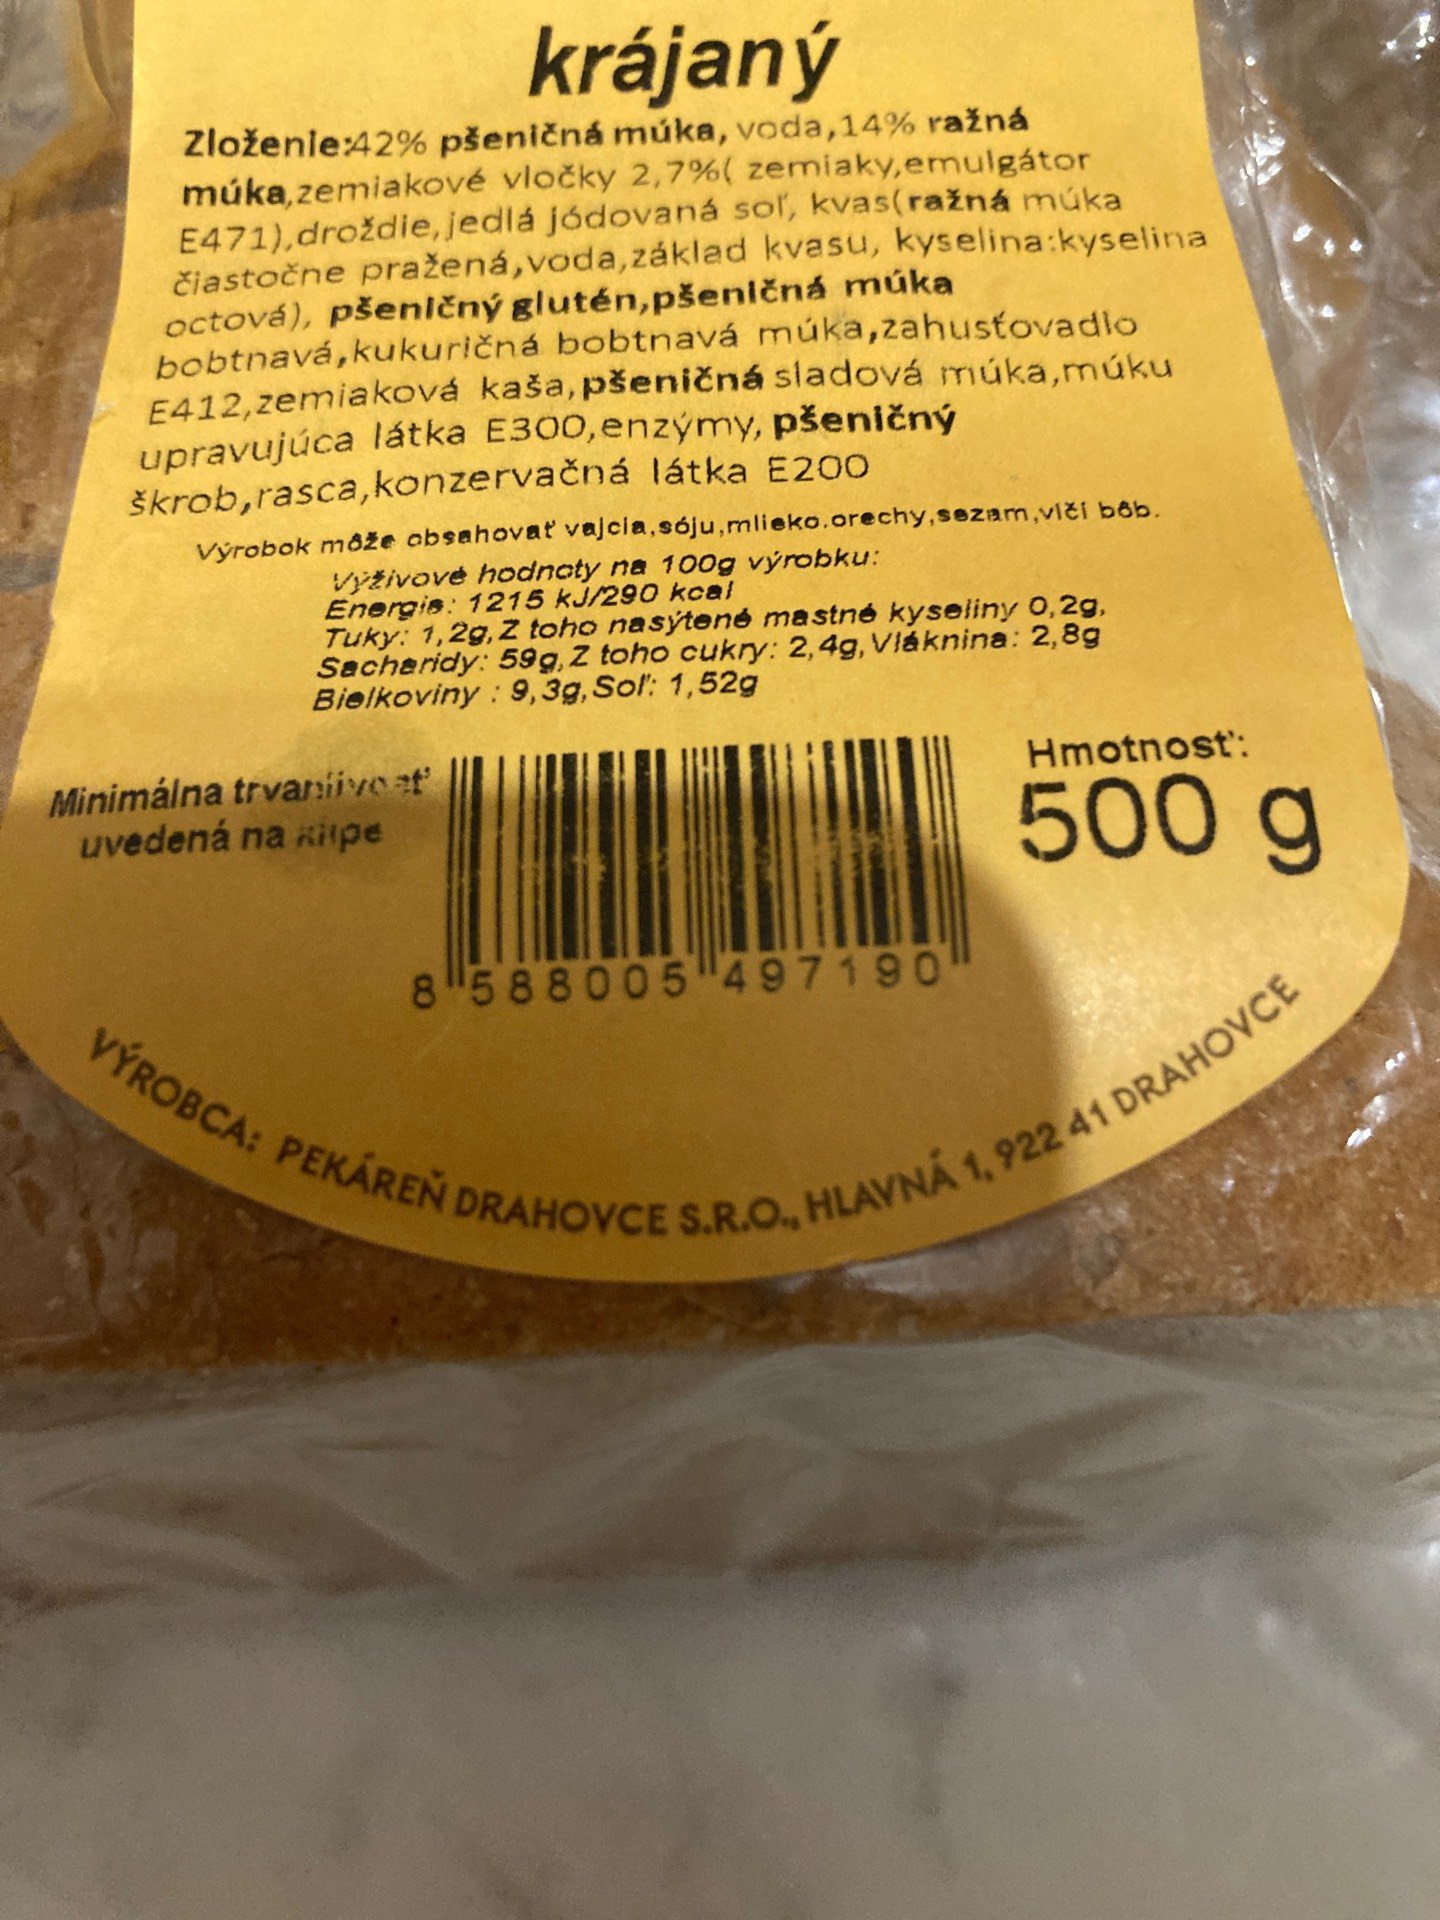 krájaný
Zloženie:42% pšeničná múka, voda,14% ražná
múka,zemiakové vločky 2,7%( zemiaky,emulgátor
E471),droždie,jedlá jódovaná soľ, kvas(ražná múka
čiastočne pražená,voda,základ kvasu, kyselina:kyselina
octová), pšeničný glutén,pšeničná múka
bobtnavá,kukuričná bobtnavá múka,zahusťovadlo
E412,zemiaková kaša,pšeničná sladová múka,múku
upravujúca látka E300,enzýmy, pšeničný
škrob,rasca,konzervačná látka E200
Výrobok môže obsahovať vajcia,sóju,mlieko,orechy,sezam,vlčí bôb.
Výživové hodnoty na 100g výrobku:
Energia: 1215 kJ/290 kcal
Tuky: 1,2g,Z toho nasýtené mastné kyseliny 0,2g,
Sacharidy: 59g,Z toho cukry: 2,4g,Vláknina: 2,8g
Bielkoviny : 9,3g,Soľ: 1,52g
Minimálna trvanlivosť
uvedená na klipe
Hmotnosť:
500 g
8 588005 497190
VÝROBCA: PEKÁREŇ DRAHOVCE S.R.O., HLAVNÁ 1, 922 41 DRAHOVCE